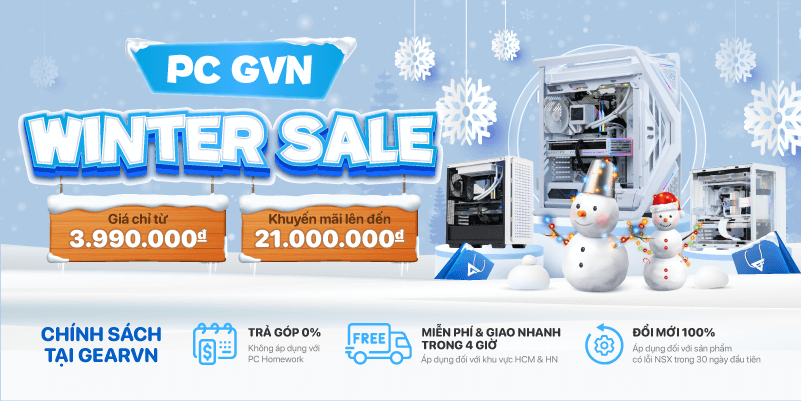 PC GVN
WINTER SALE
Giá chỉ từ
3.990.000đ
Khuyến mãi lên đến
21.000.000đ
CHÍNH SÁCH
TẠI GEARVN
TRẢ GÓP 0%
Không áp dụng với
PC Homework
FREE
MIỄN PHÍ & GIAO NHANH
TRONG 4 GIỜ
Áp dụng đối với khu vực HCM & HN
ĐỔI MỚI 100%
Áp dụng đối với sản phẩm
có lỗi NSX trong 30 ngày đầu tiên